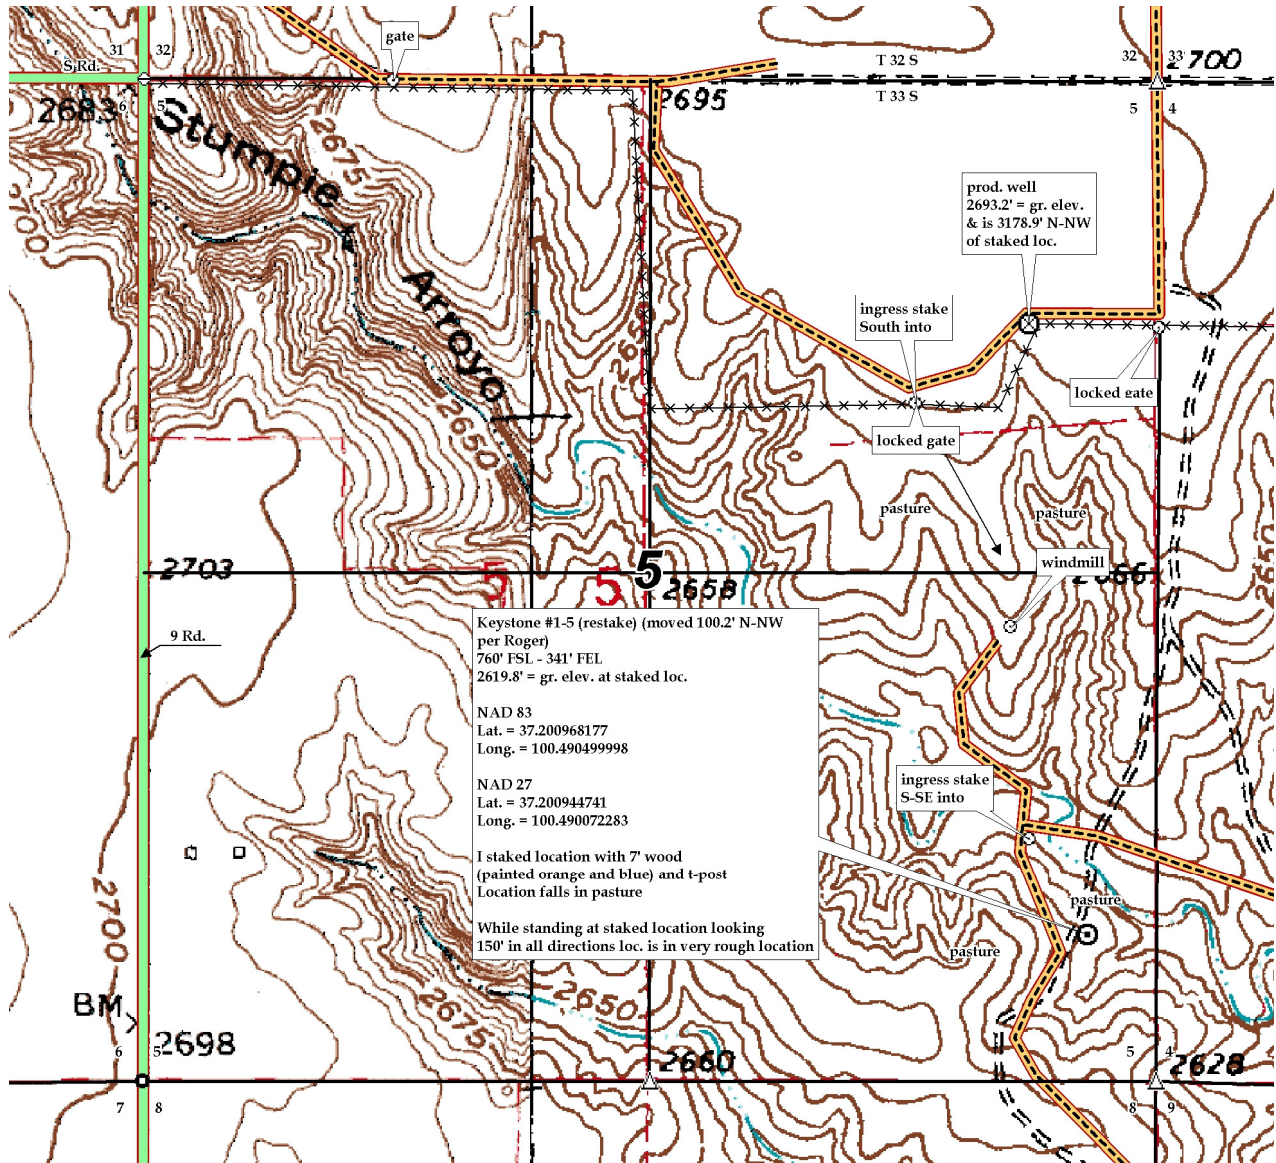 gate
31 32
S Rd.
T 32 S
32 33
2700
2683
6 5
2695
T 33 S
5 4
Stumpie
Arroyo
2675
2700
prod. well
2693.2' = gr. elev.
& is 3178.9' N-NW
of staked loc.
ingress stake
South into
locked gate
locked gate
2650
pasture
pasture
2703
5
5
5
2658
windmill
9 Rd.
Keystone #1-5 (restake) (moved 100.2' N-NW
per Roger)
760' FSL - 341' FEL
2619.8' = gr. elev. at staked loc.
NAD 83
Lat. = 37.200968177
Long. = 100.490499998
NAD 27
Lat. = 37.200944741
Long. = 100.490072283
I staked location with 7' wood
(painted orange and blue) and t-post
Location falls in pasture
While standing at staked location looking
150' in all directions loc. is in very rough location
ingress stake
S-SE into
pasture
pasture
2700
2650
2675
BM
2698
6 5
2660
5 4
2628
7 8
8 9